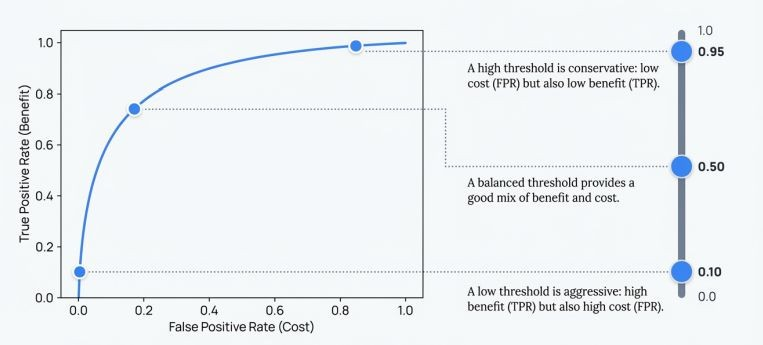 True Positive Rate (Benefit)
1.0
0.8
0.6
0.4
0.2
0.0
0.0 0.2 0.4 0.6 0.8 1.0
False Positive Rate (Cost)
1.0
0.95
A high threshold is conservative: low
cost (FPR) but also low benefit (TPR).
0.50
A balanced threshold provides a
good mix of benefit and cost.
0.10
0.0
A low threshold is aggressive: high
benefit (TPR) but also high cost (FPR).